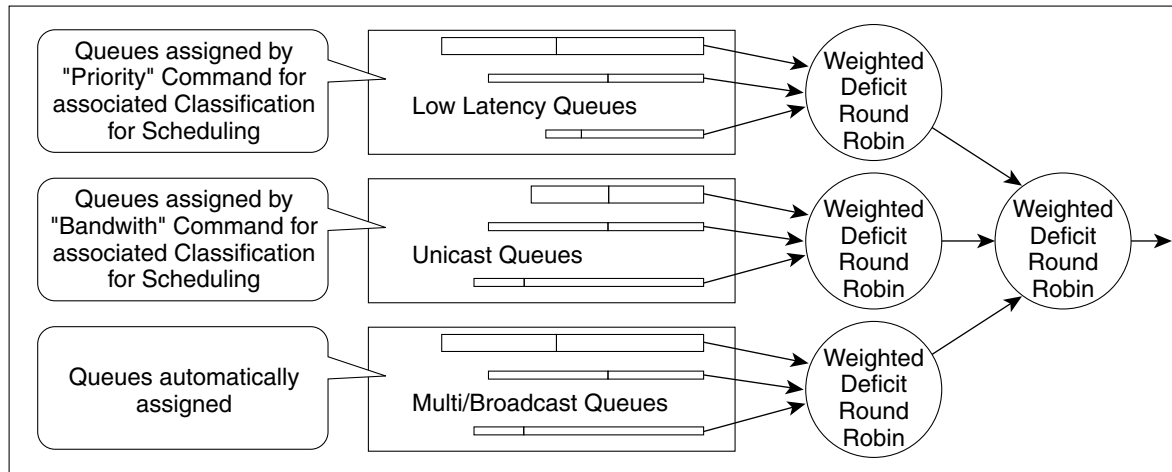 Queues assigned by
"Priority" Command for
associated Classification
for Scheduling
Low Latency Queues
Weighted
Deficit
Round
Robin
Queues assigned by
"Bandwith" Command for
associated Classification
for Scheduling
Unicast Queues
Weighted
Deficit
Round
Robin
Weighted
Deficit
Round
Robin
Queues automatically
assigned
Multi/Broadcast Queues
Weighted
Deficit
Round
Robin